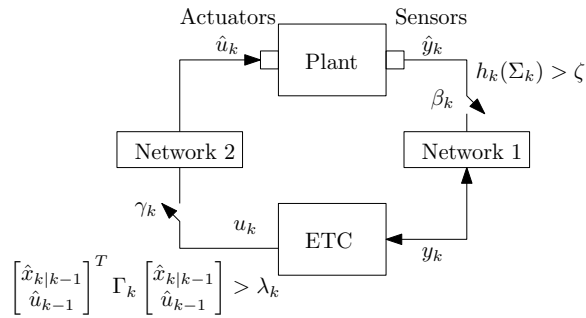 Actuators Sensors
û_k Plant ŷ_k
h_k(Σ_k) > ζ
β_k
Network 2 Network 1
γ_k
u_k ETC y_k
[x̂_{k|k−1} û_{k−1}]^T Γ_k [x̂_{k|k−1} û_{k−1}] > λ_k